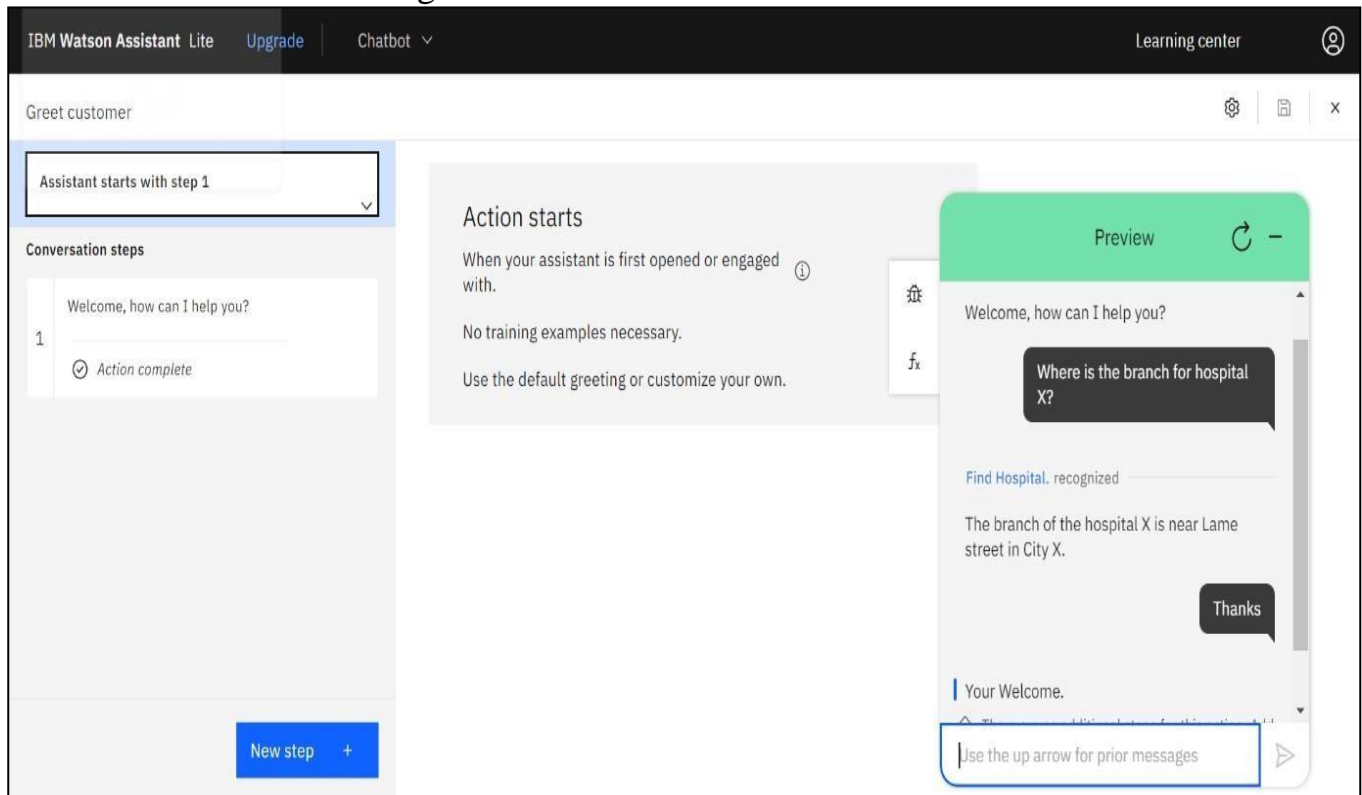 IBM Watson Assistant Lite Upgrade Chatbot Learning center
Greet customer
Assistant starts with step 1
Conversation steps
1
Welcome, how can I help you?
Action complete
New step +
Action starts
When your assistant is first opened or engaged
with.
No training examples necessary.
Use the default greeting or customize your own.
fx
Preview
Welcome, how can I help you?
Where is the branch for hospital
X?
Find Hospital. recognized
The branch of the hospital X is near Lame
street in City X.
Thanks
Your Welcome.
Use the up arrow for prior messages